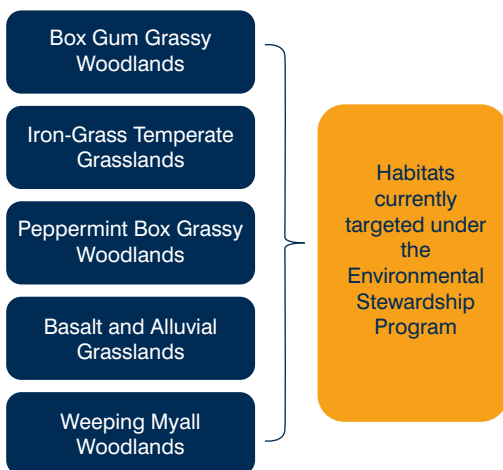 Box Gum Grassy
Woodlands
Iron-Grass Temperate
Grasslands
Peppermint Box Grassy
Woodlands
Basalt and Alluvial
Grasslands
Weeping Myall
Woodlands
Habitats
currently
targeted under
the
Environmental
Stewardship
Program